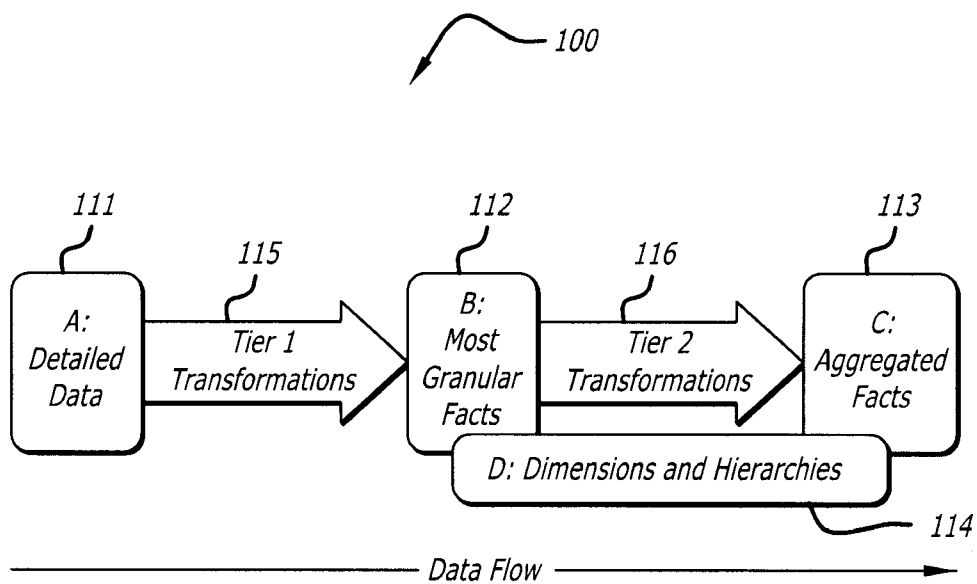 100
111
112
113
115
116
A:
Detailed
Data
Tier 1
Transformations
B:
Most
Granular
Facts
Tier 2
Transformations
C:
Aggregated
Facts
D: Dimensions and Hierarchies
114
Data Flow